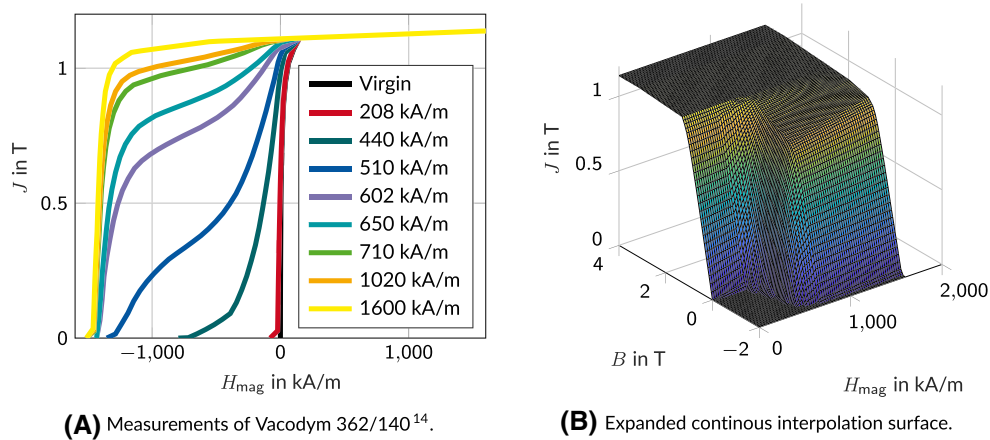 1
0.5
0
J in T
−1,000
0
1,000
H_mag in kA/m
Virgin
208 kA/m
440 kA/m
510 kA/m
602 kA/m
650 kA/m
710 kA/m
1020 kA/m
1600 kA/m
(A) Measurements of Vacodym 362/140 14.
1
0.5
0
J in T
4
2
0
−2
B in T
0
1,000
2,000
H_mag in kA/m
(B) Expanded continous interpolation surface.